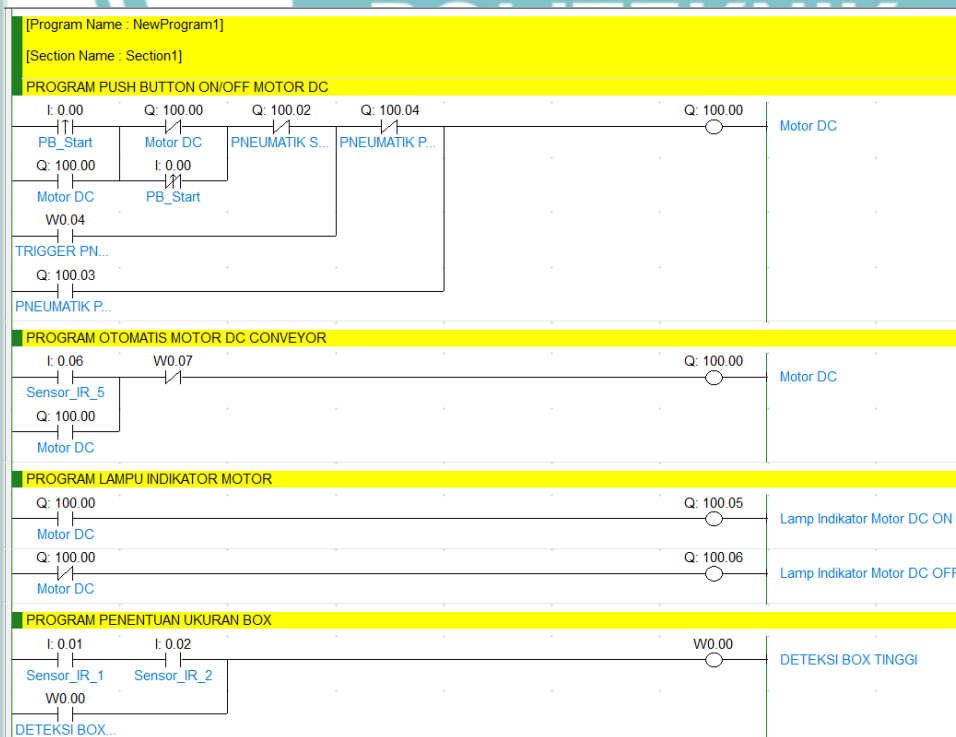 [Program Name : NewProgram1]
[Section Name : Section1]
PROGRAM PUSH BUTTON ON/OFF MOTOR DC
I: 0.00 Q: 100.00 Q: 100.02 Q: 100.04 Q: 100.00
PB_Start Motor DC PNEUMATIK S... PNEUMATIK P... Motor DC
Q: 100.00 I: 0.00
Motor DC PB_Start
W0.04
TRIGGER PN...
Q: 100.03
PNEUMATIK P...
PROGRAM OTOMATIS MOTOR DC CONVEYOR
I: 0.06 W0.07 Q: 100.00
Sensor_IR_5 Motor DC
Q: 100.00
Motor DC
PROGRAM LAMPU INDIKATOR MOTOR
Q: 100.00 Q: 100.05
Motor DC Lamp Indikator Motor DC ON
Q: 100.00 Q: 100.06
Motor DC Lamp Indikator Motor DC OFF
PROGRAM PENENTUAN UKURAN BOX
I: 0.01 I: 0.02 W0.00
Sensor_IR_1 Sensor_IR_2 DETEKSI BOX TINGGI
W0.00
DETEKSI BOX...